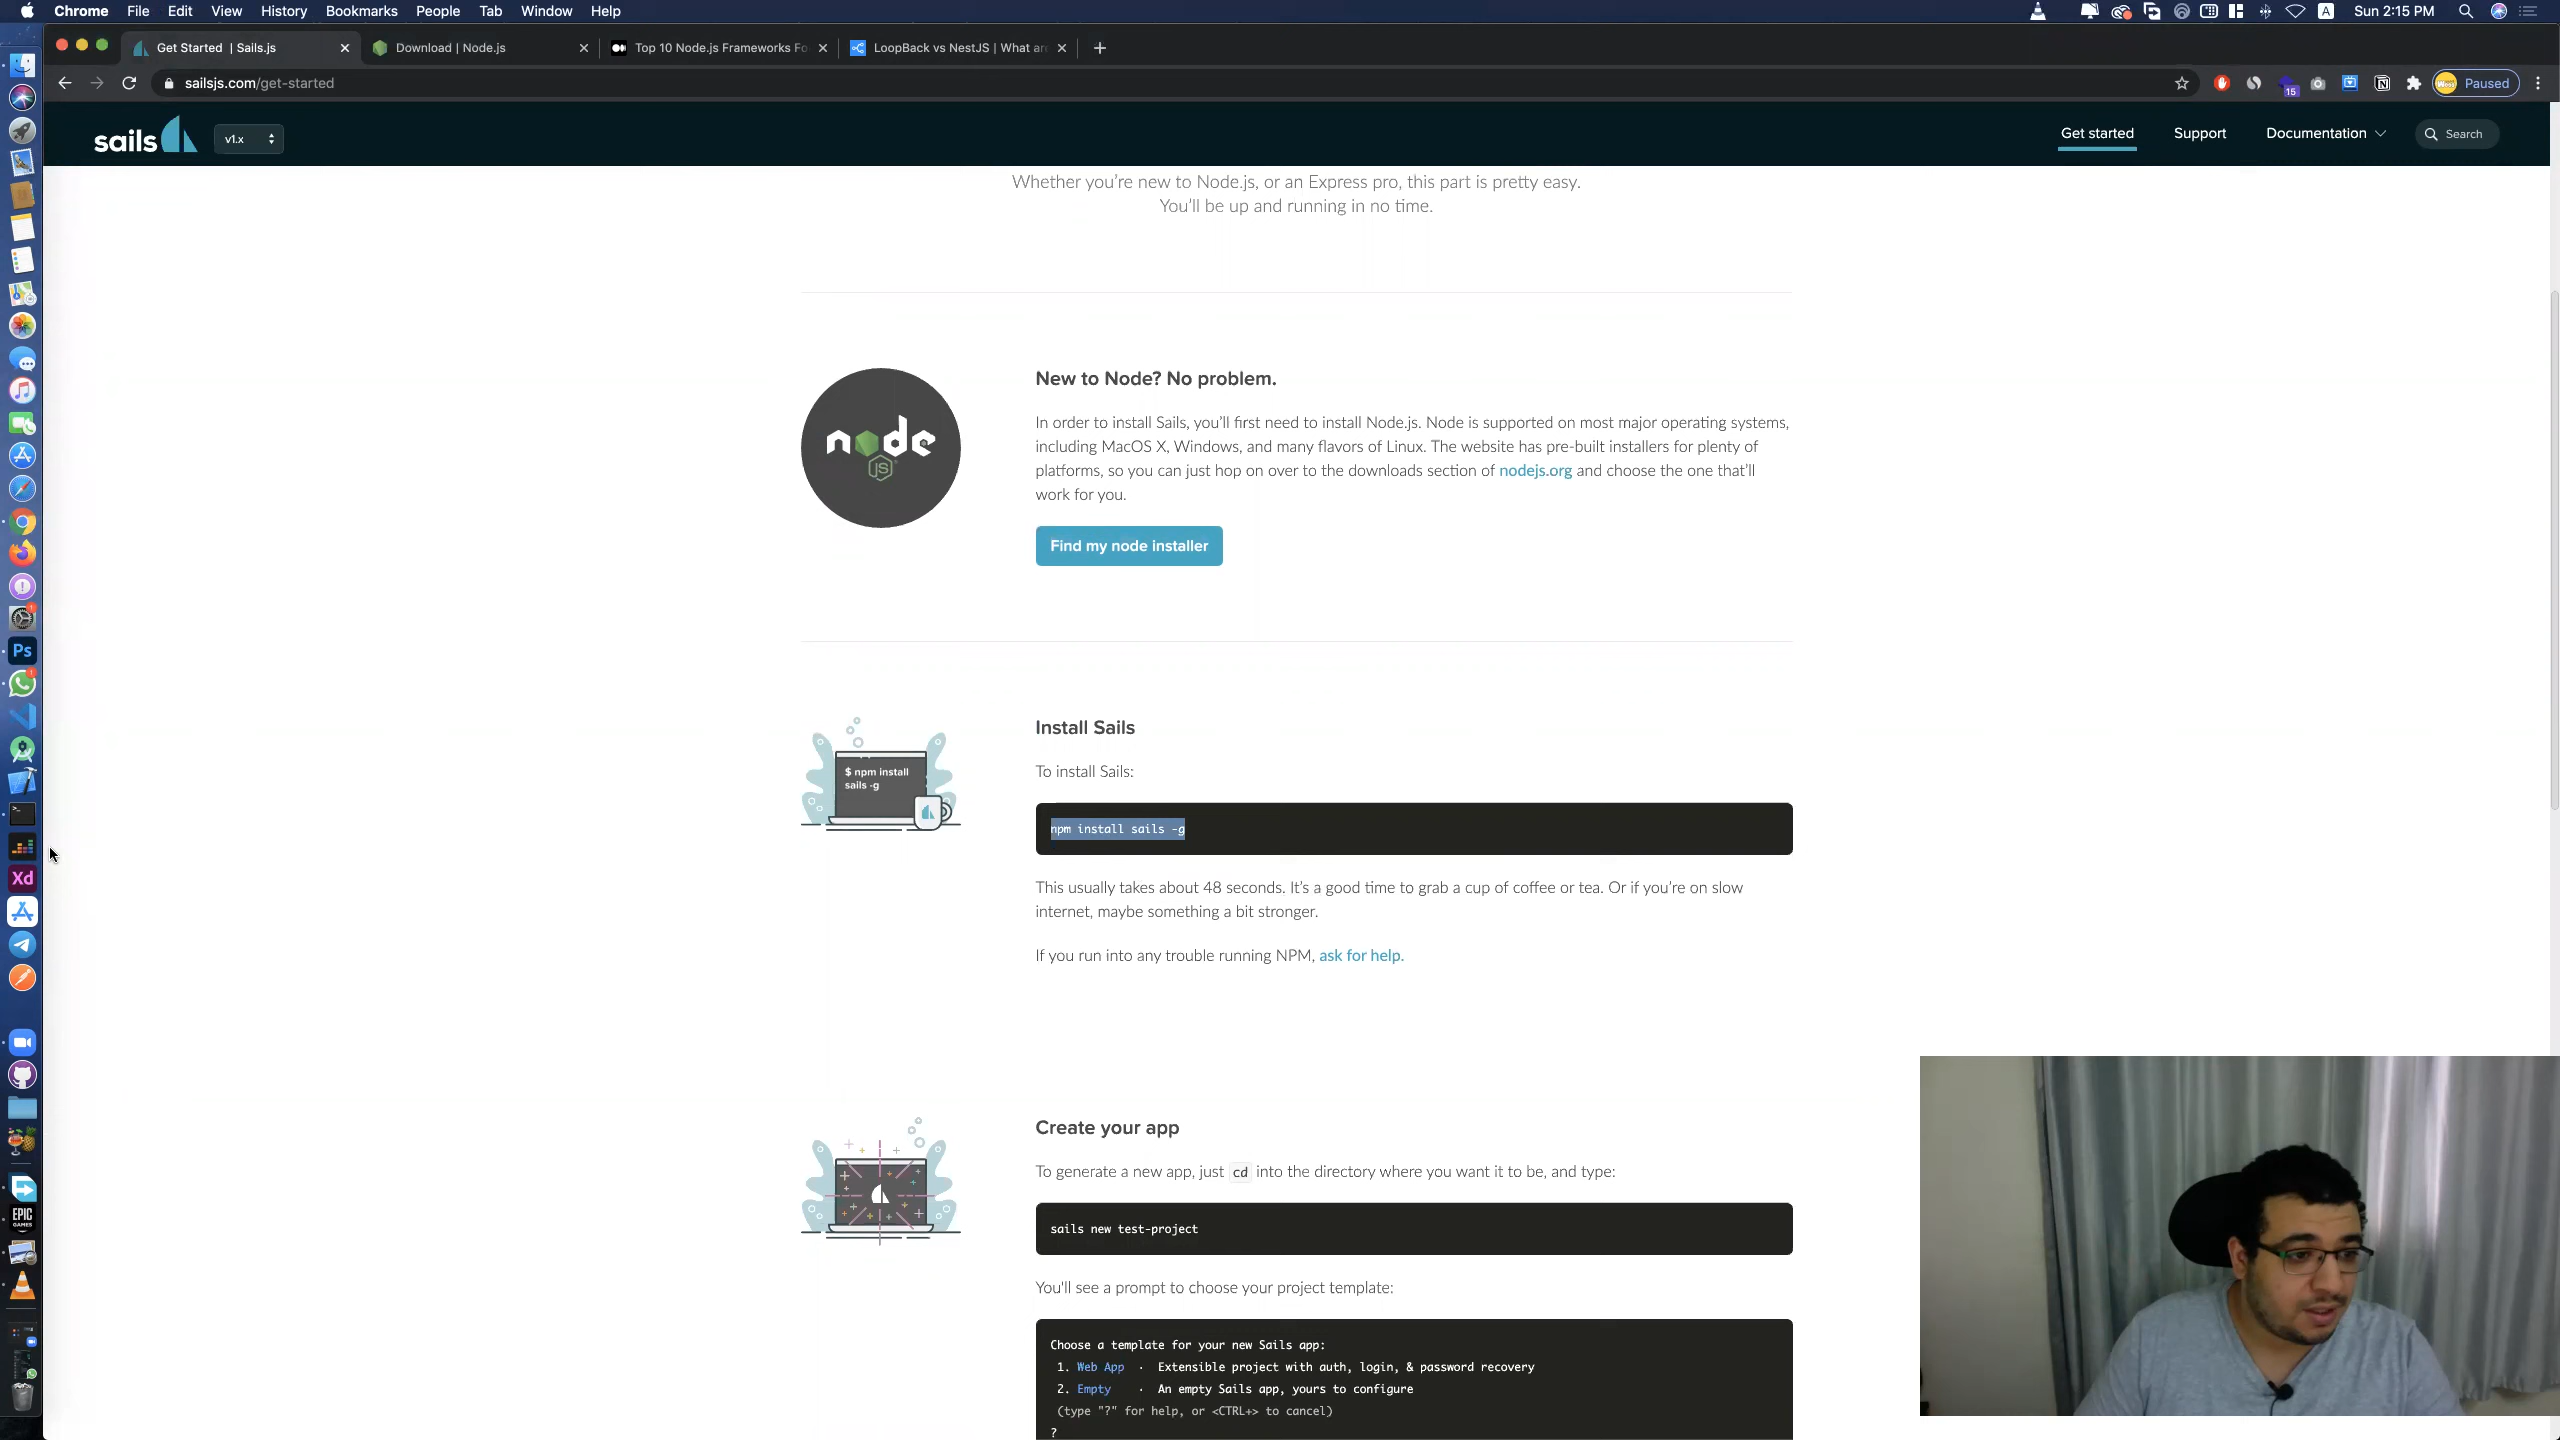 Chrome File Edit View History Bookmarks People Tab Window Help
A Sun 2:15 PM
Get Started | Sails.js
Download | Node.js
Top 10 Node.js Frameworks Fo
LoopBack vs NestJS | What are
sailsjs.com/get-started
15
Paused
sails
v1.x
Get started
Support
Documentation
Search
Whether you're new to Node.js, or an Express pro, this part is pretty easy.
You'll be up and running in no time.
node
JS
New to Node? No problem.
In order to install Sails, you'll first need to install Node.js. Node is supported on most major operating systems,
including MacOS X, Windows, and many flavors of Linux. The website has pre-built installers for plenty of
platforms, so you can just hop on over to the downloads section of nodejs.org and choose the one that'll
work for you.
Find my node installer
$ npm install
sails -g
Install Sails
To install Sails:
npm install sails -g
This usually takes about 48 seconds. It's a good time to grab a cup of coffee or tea. Or if you're on slow
internet, maybe something a bit stronger.
If you run into any trouble running NPM, ask for help.
Create your app
To generate a new app, just cd into the directory where you want it to be, and type:
sails new test-project
You'll see a prompt to choose your project template:
Choose a template for your new Sails app:
1. Web App · Extensible project with auth, login, & password recovery
2. Empty · An empty Sails app, yours to configure
(type "?" for help, or <CTRL+> to cancel)
?
Ps
Xd
EPIC
GAMES